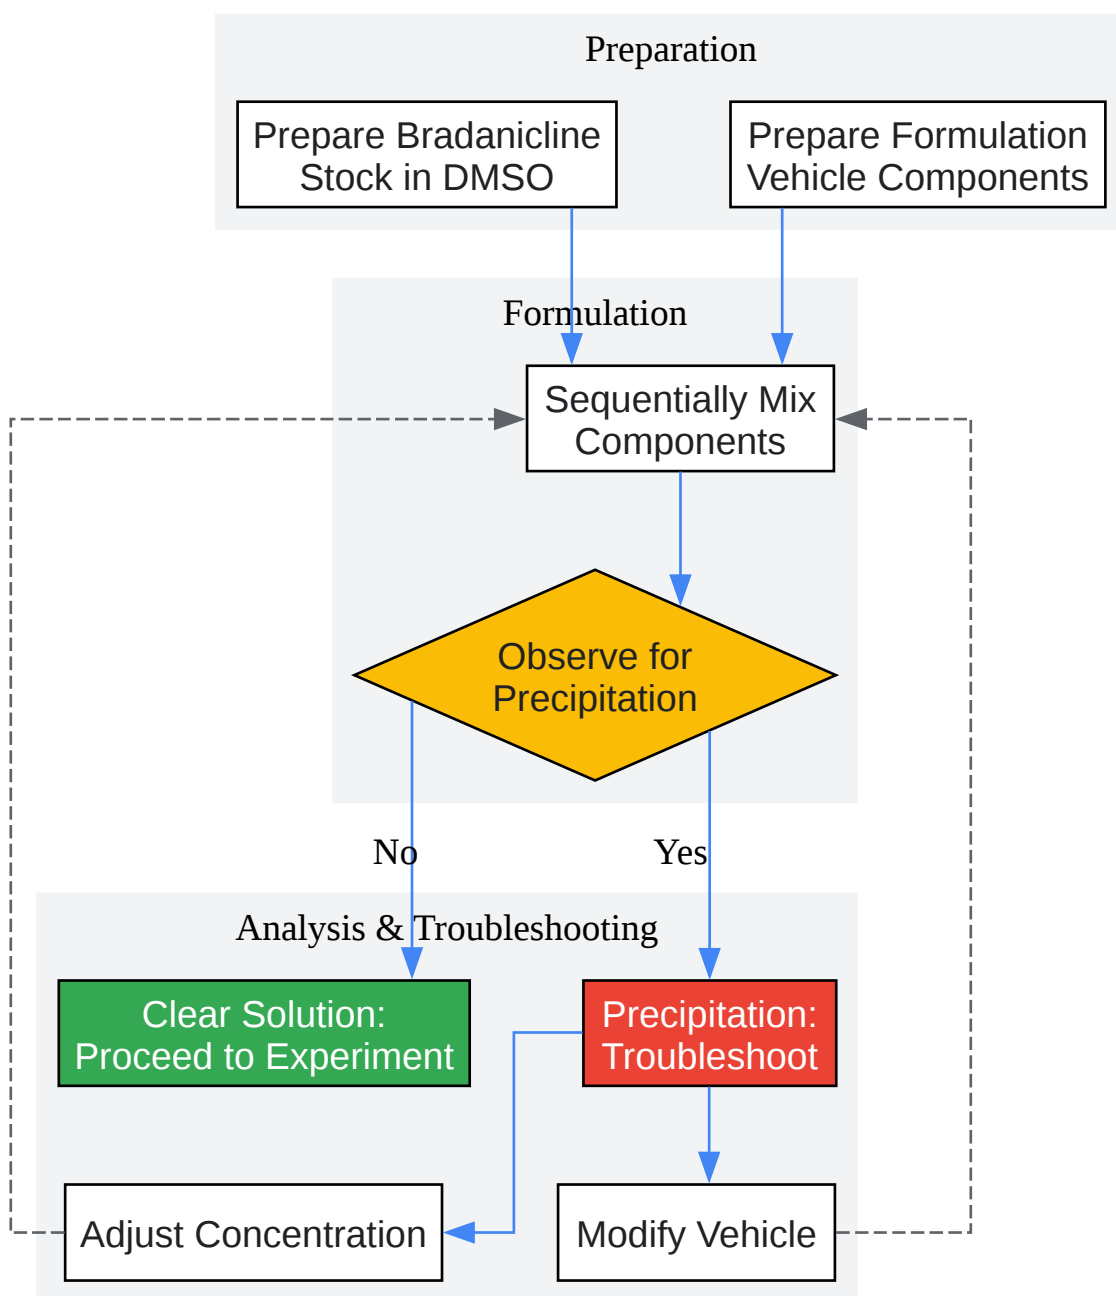 Preparation
Prepare Bradanicline
Stock in DMSO
Prepare Formulation
Vehicle Components
Formulation
Sequentially Mix
Components
Observe for
Precipitation
No
Yes
Analysis & Troubleshooting
Clear Solution:
Proceed to Experiment
Precipitation:
Troubleshoot
Adjust Concentration
Modify Vehicle